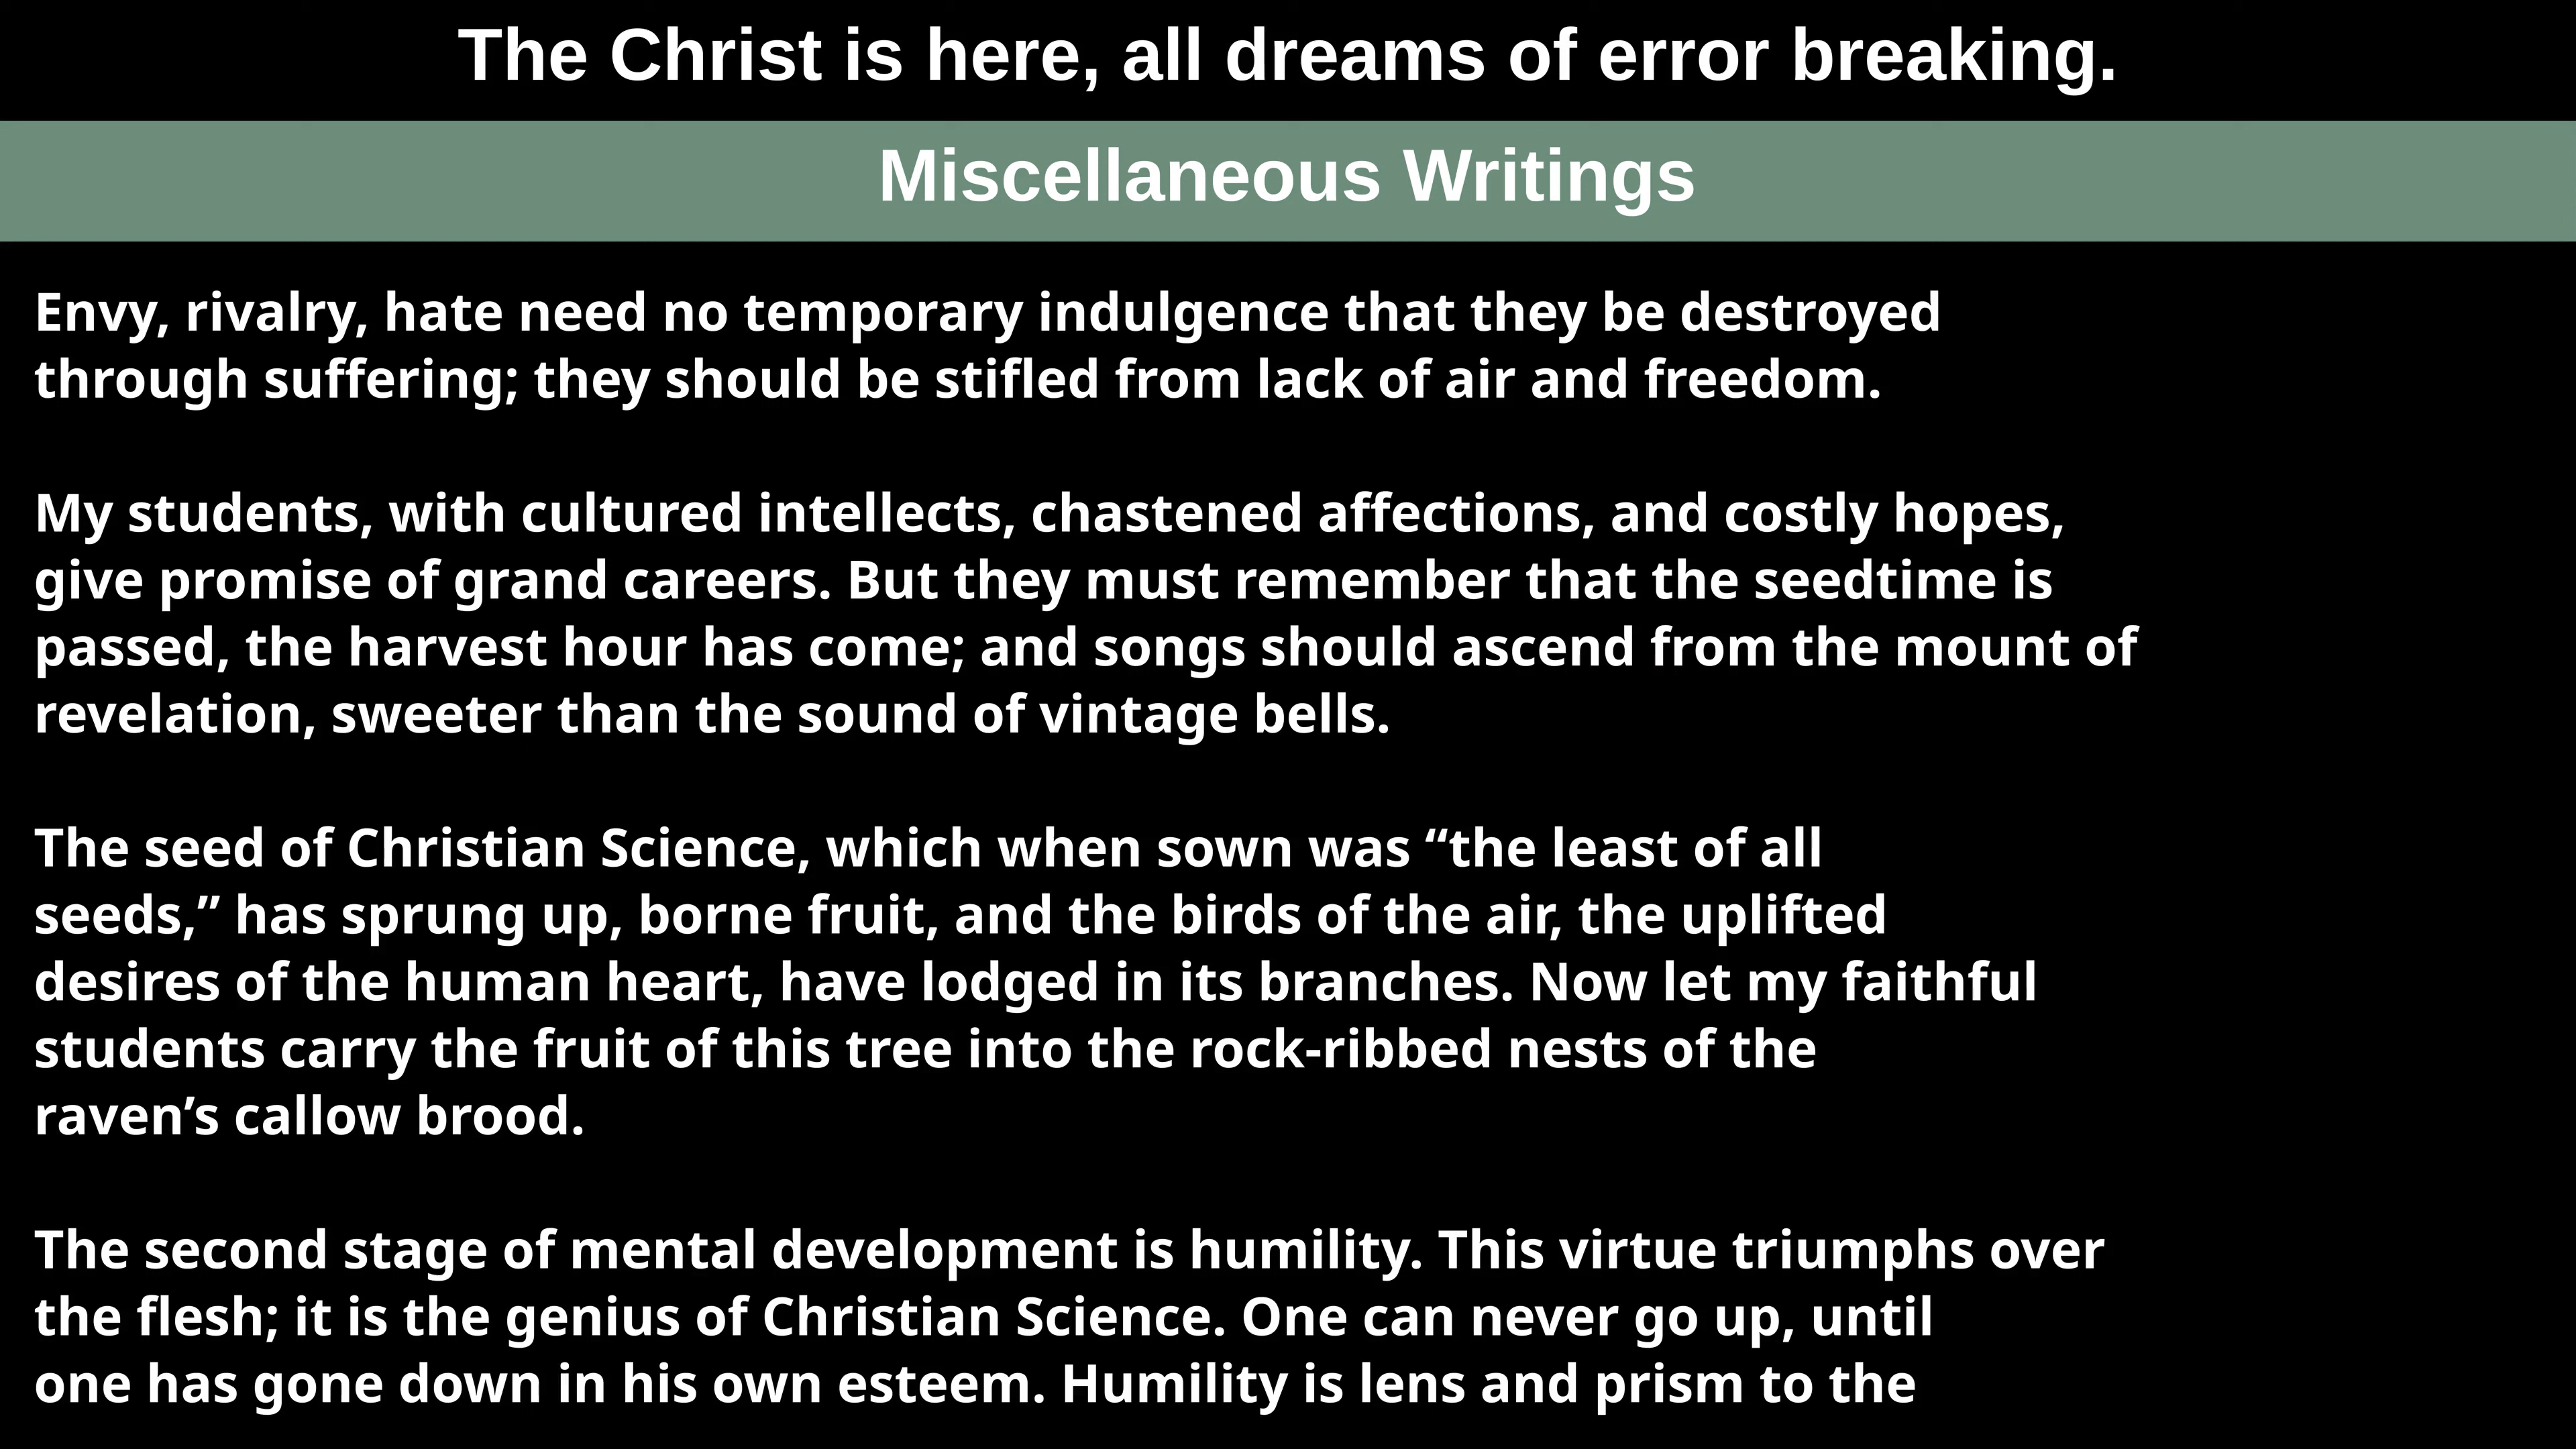 The Christ is here, all dreams of error breaking.
Miscellaneous Writings
Envy, rivalry, hate need no temporary indulgence that they be destroyed
through suffering; they should be stifled from lack of air and freedom.
My students, with cultured intellects, chastened affections, and costly hopes,
give promise of grand careers. But they must remember that the seedtime is
passed, the harvest hour has come; and songs should ascend from the mount of
revelation, sweeter than the sound of vintage bells.
The seed of Christian Science, which when sown was “the least of all
seeds,” has sprung up, borne fruit, and the birds of the air, the uplifted
desires of the human heart, have lodged in its branches. Now let my faithful
students carry the fruit of this tree into the rock-ribbed nests of the
raven’s callow brood.
The second stage of mental development is humility. This virtue triumphs over
the flesh; it is the genius of Christian Science. One can never go up, until
one has gone down in his own esteem. Humility is lens and prism to the